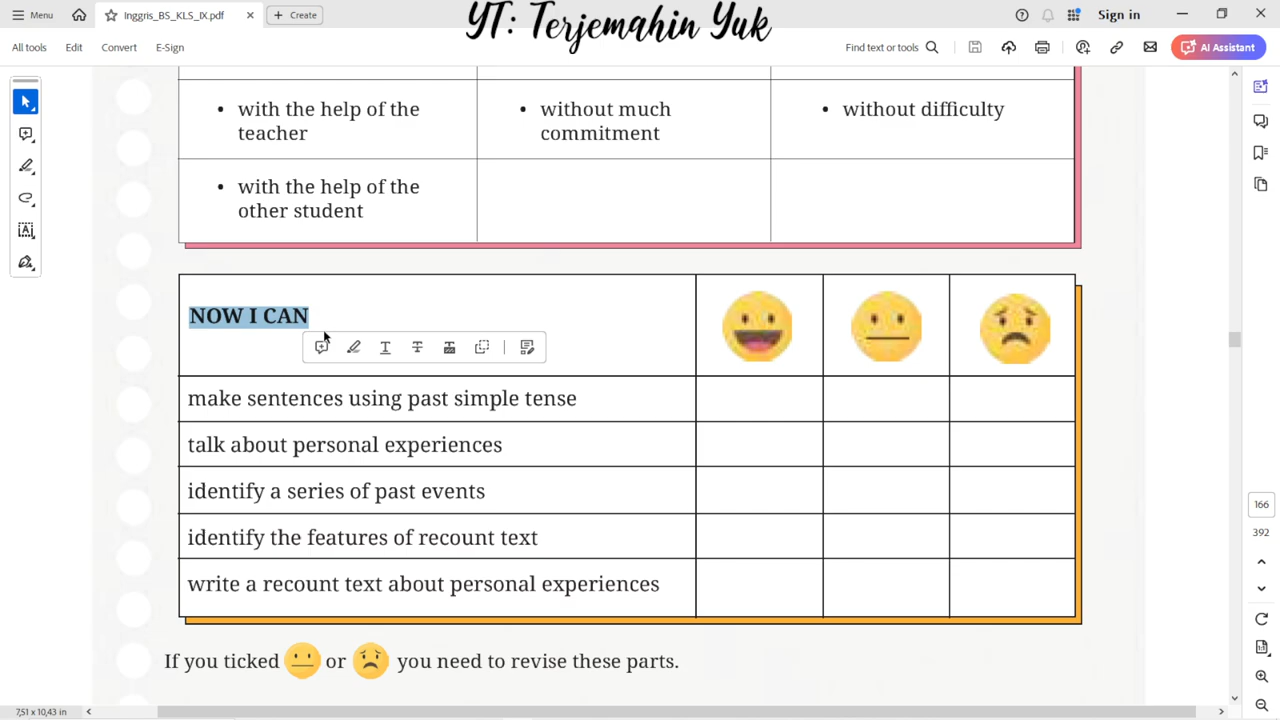 Menu
Inggris_BS_KLS_IX.pdf
Create
YT: Terjemahin Yuk
Sign in
All tools
Edit
Convert
E-Sign
Find text or tools
AI Assistant
• with the help of the
teacher
• without much
commitment
• without difficulty
• with the help of the
other student
NOW I CAN
make sentences using past simple tense
talk about personal experiences
identify a series of past events
identify the features of recount text
write a recount text about personal experiences
If you ticked or you need to revise these parts.
166
392
7,51 x 10,43 in